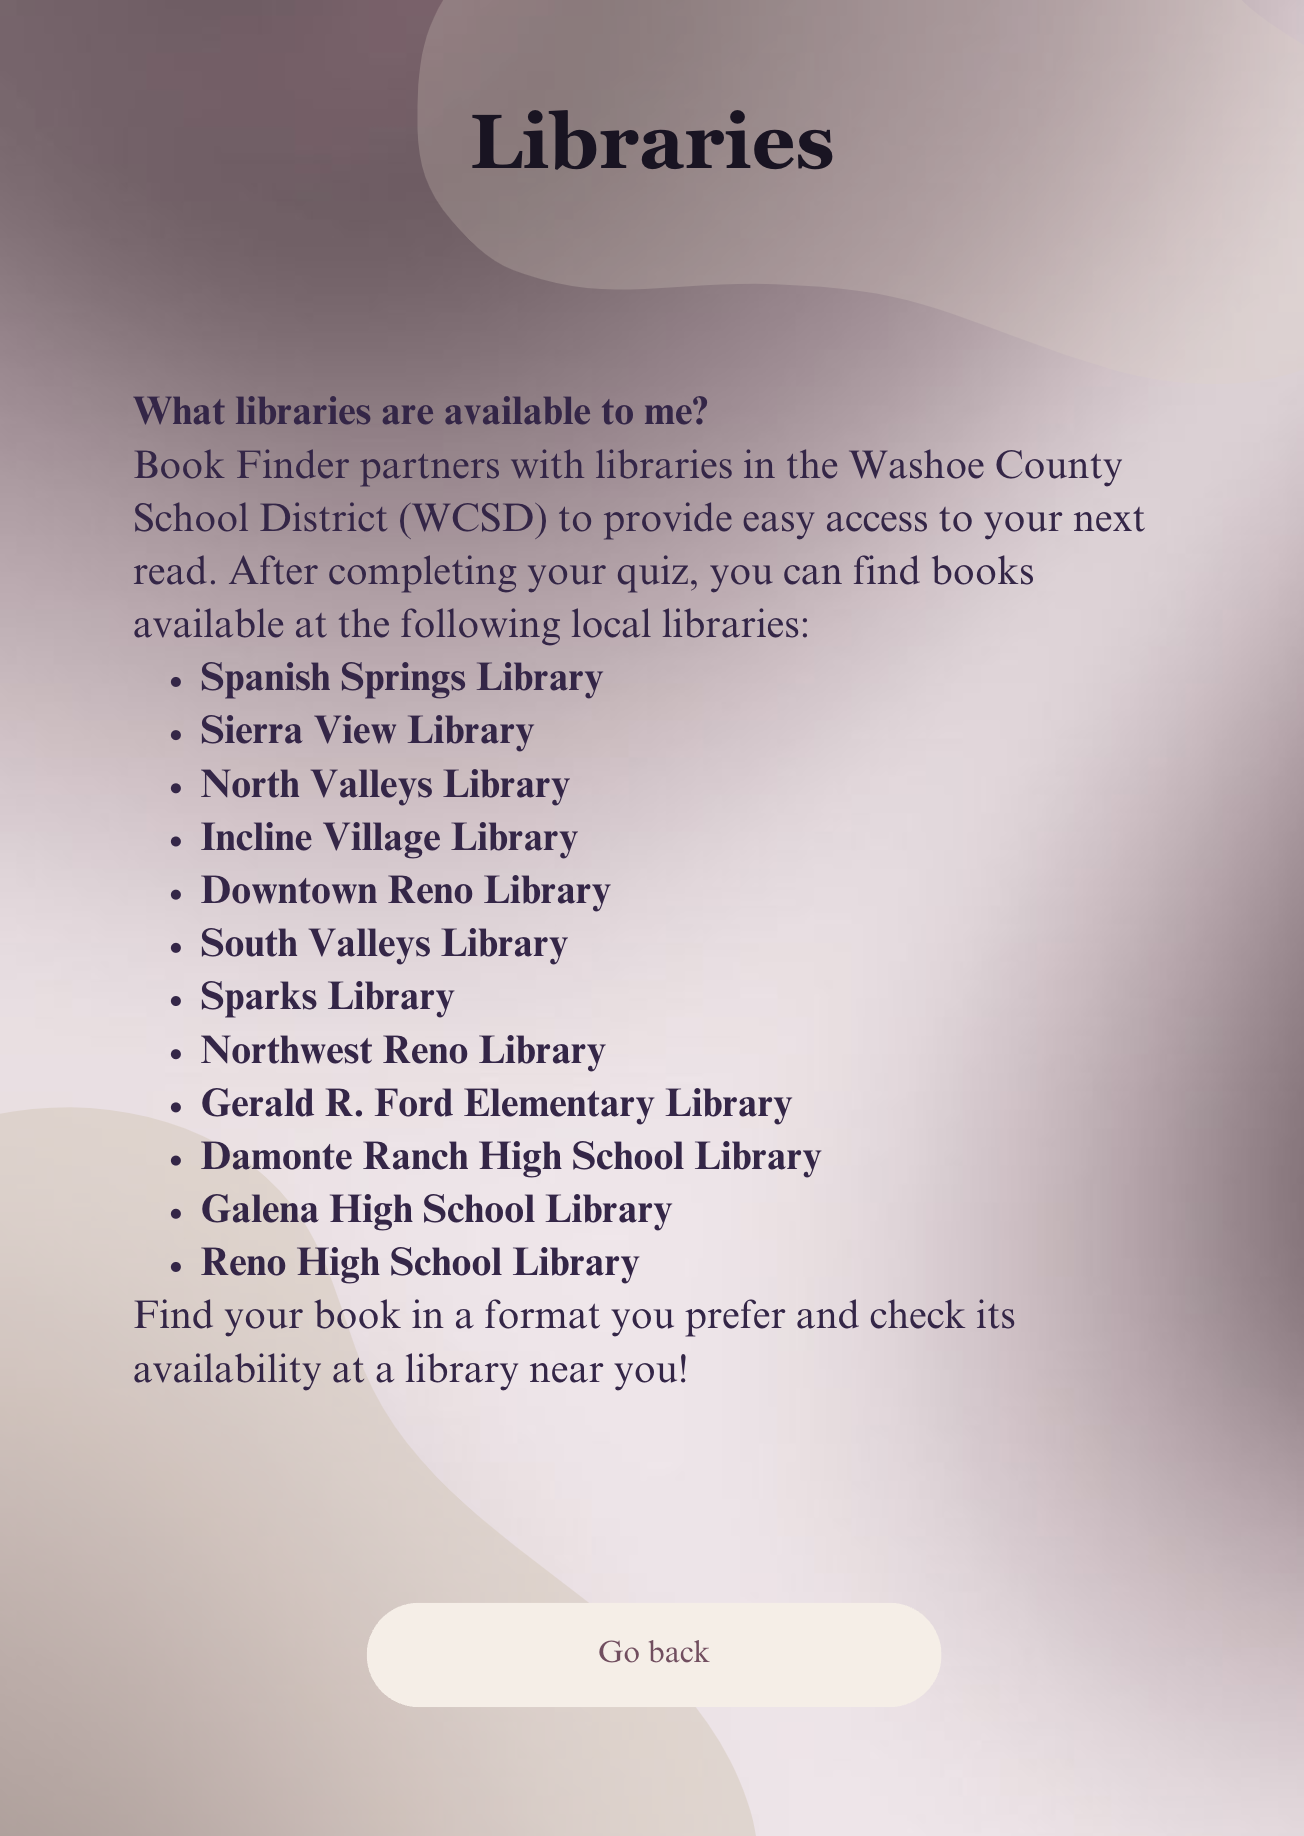 Libraries
What libraries are available to me?
Book Finder partners with libraries in the Washoe County
School District (WCSD) to provide easy access to your next
read. After completing your quiz, you can find books
available at the following local libraries:
• Spanish Springs Library
• Sierra View Library
• North Valleys Library
• Incline Village Library
• Downtown Reno Library
• South Valleys Library
• Sparks Library
• Northwest Reno Library
• Gerald R. Ford Elementary Library
• Damonte Ranch High School Library
• Galena High School Library
• Reno High School Library
Find your book in a format you prefer and check its
availability at a library near you!
Go back